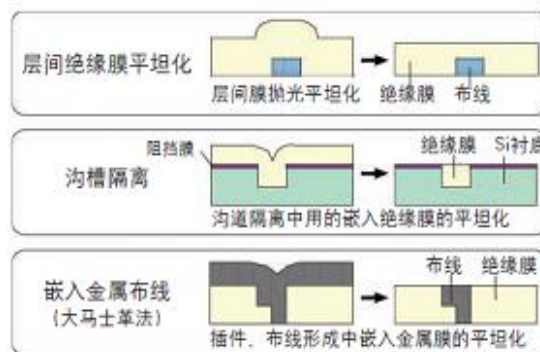 层间绝缘膜平坦化
层间膜抛光平坦化
绝缘膜
布线
沟槽隔离
阻挡膜
绝缘膜
Si衬底
沟道隔离中用的嵌入绝缘膜的平坦化
嵌入金属布线
(大马士革法)
布线
绝缘膜
插件、布线形成中嵌入金属膜的平坦化